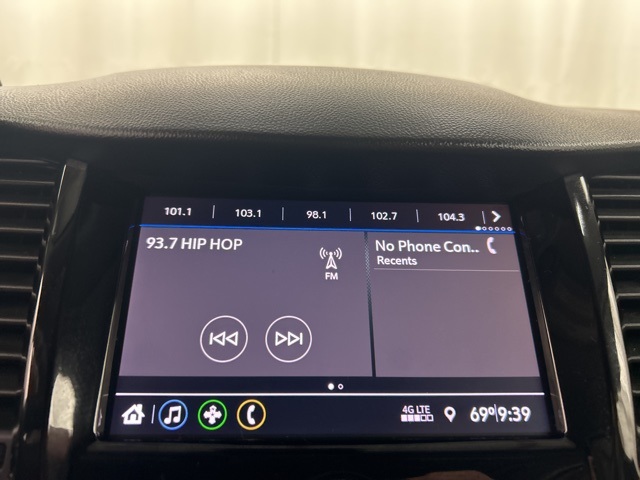 101.1 103.1 98.1 102.7 104.3
93.7 HIP HOP
FM
No Phone Con..
Recents
4G LTE
69° 9:39